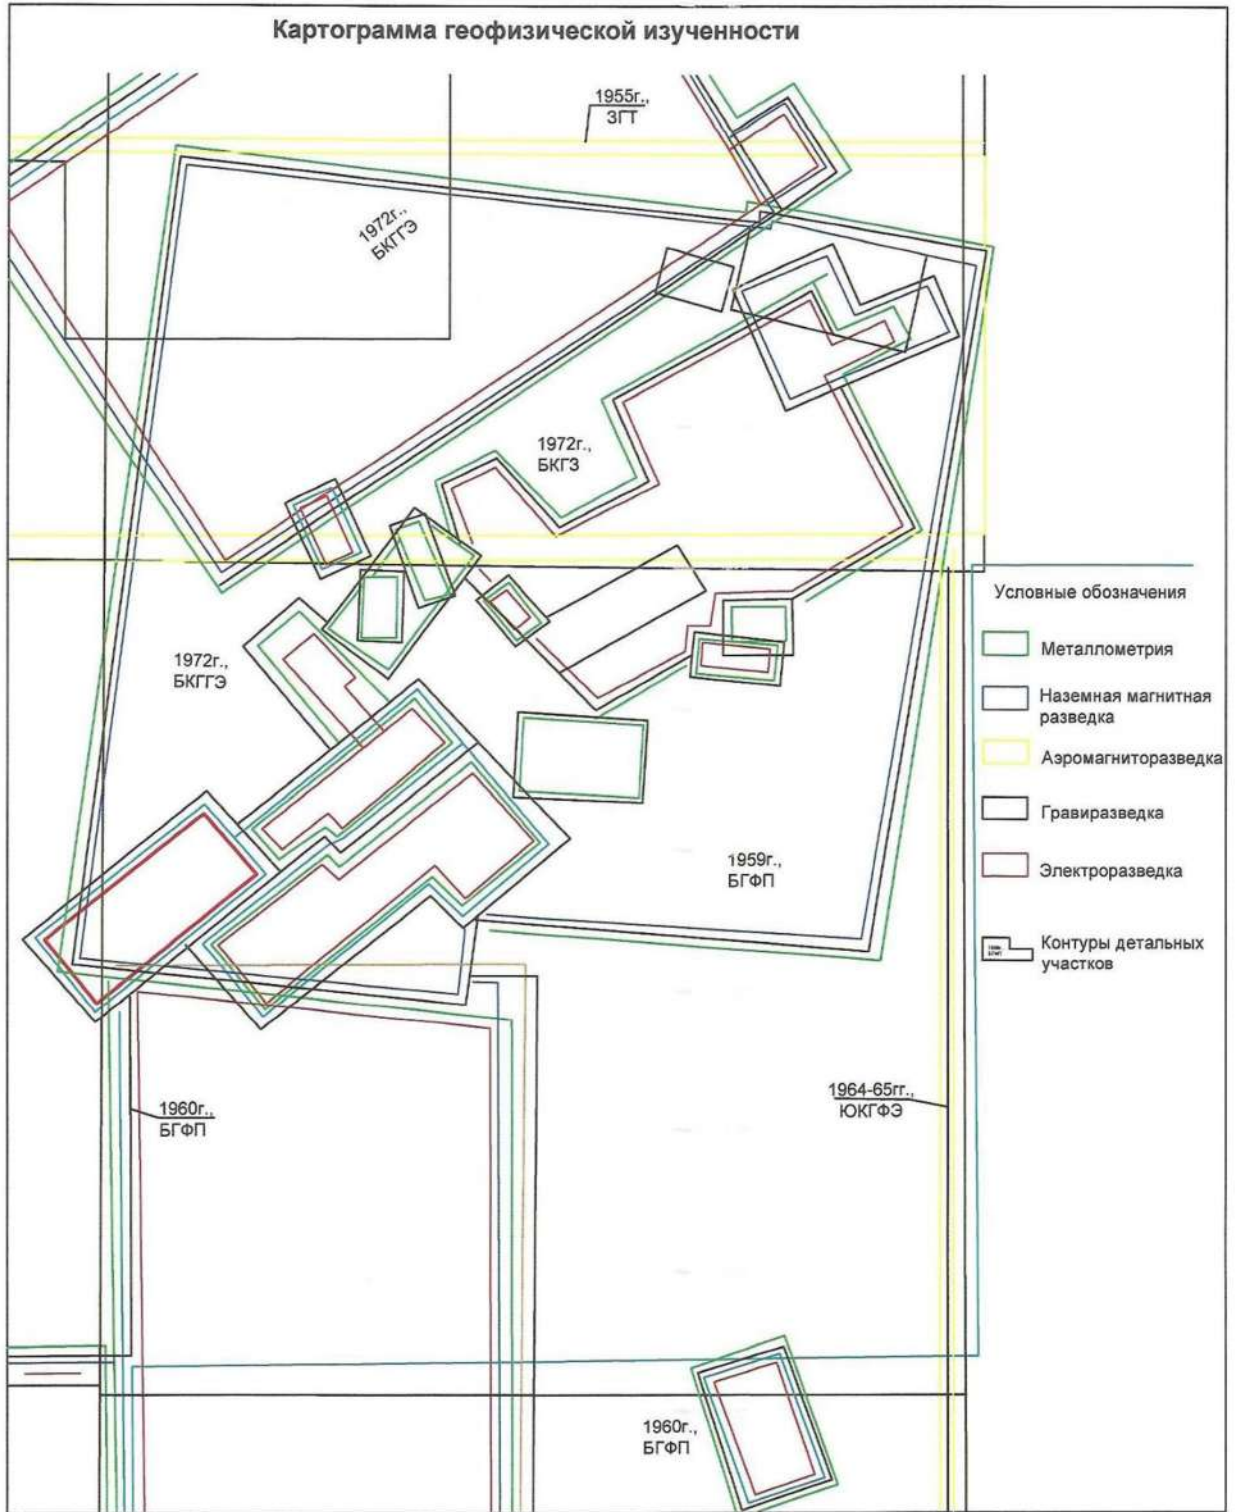 Картограмма геофизической изученности
1955г.,
ЗГТ
1972г.,
БКГГЭ
1972г.,
БКГЗ
Условные обозначения
Металлометрия
Наземная магнитная
разведка
Аэромагниторазведка
Гравиразведка
Электроразведка
Контуры детальных
участков
1972г.,
БКГГЭ
1959г.,
БГФП
1960г.,
БГФП
1964-65гг.,
ЮКГФЭ
1960г.,
БГФП